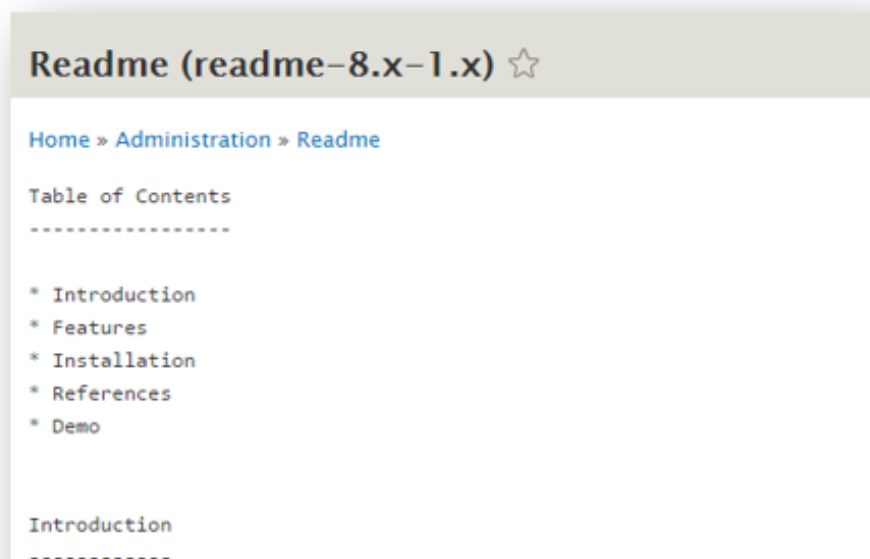 Readme (readme-8.x-1.x)
Home » Administration » Readme
Table of Contents
-----------------
* Introduction
* Features
* Installation
* References
* Demo
Introduction
------------